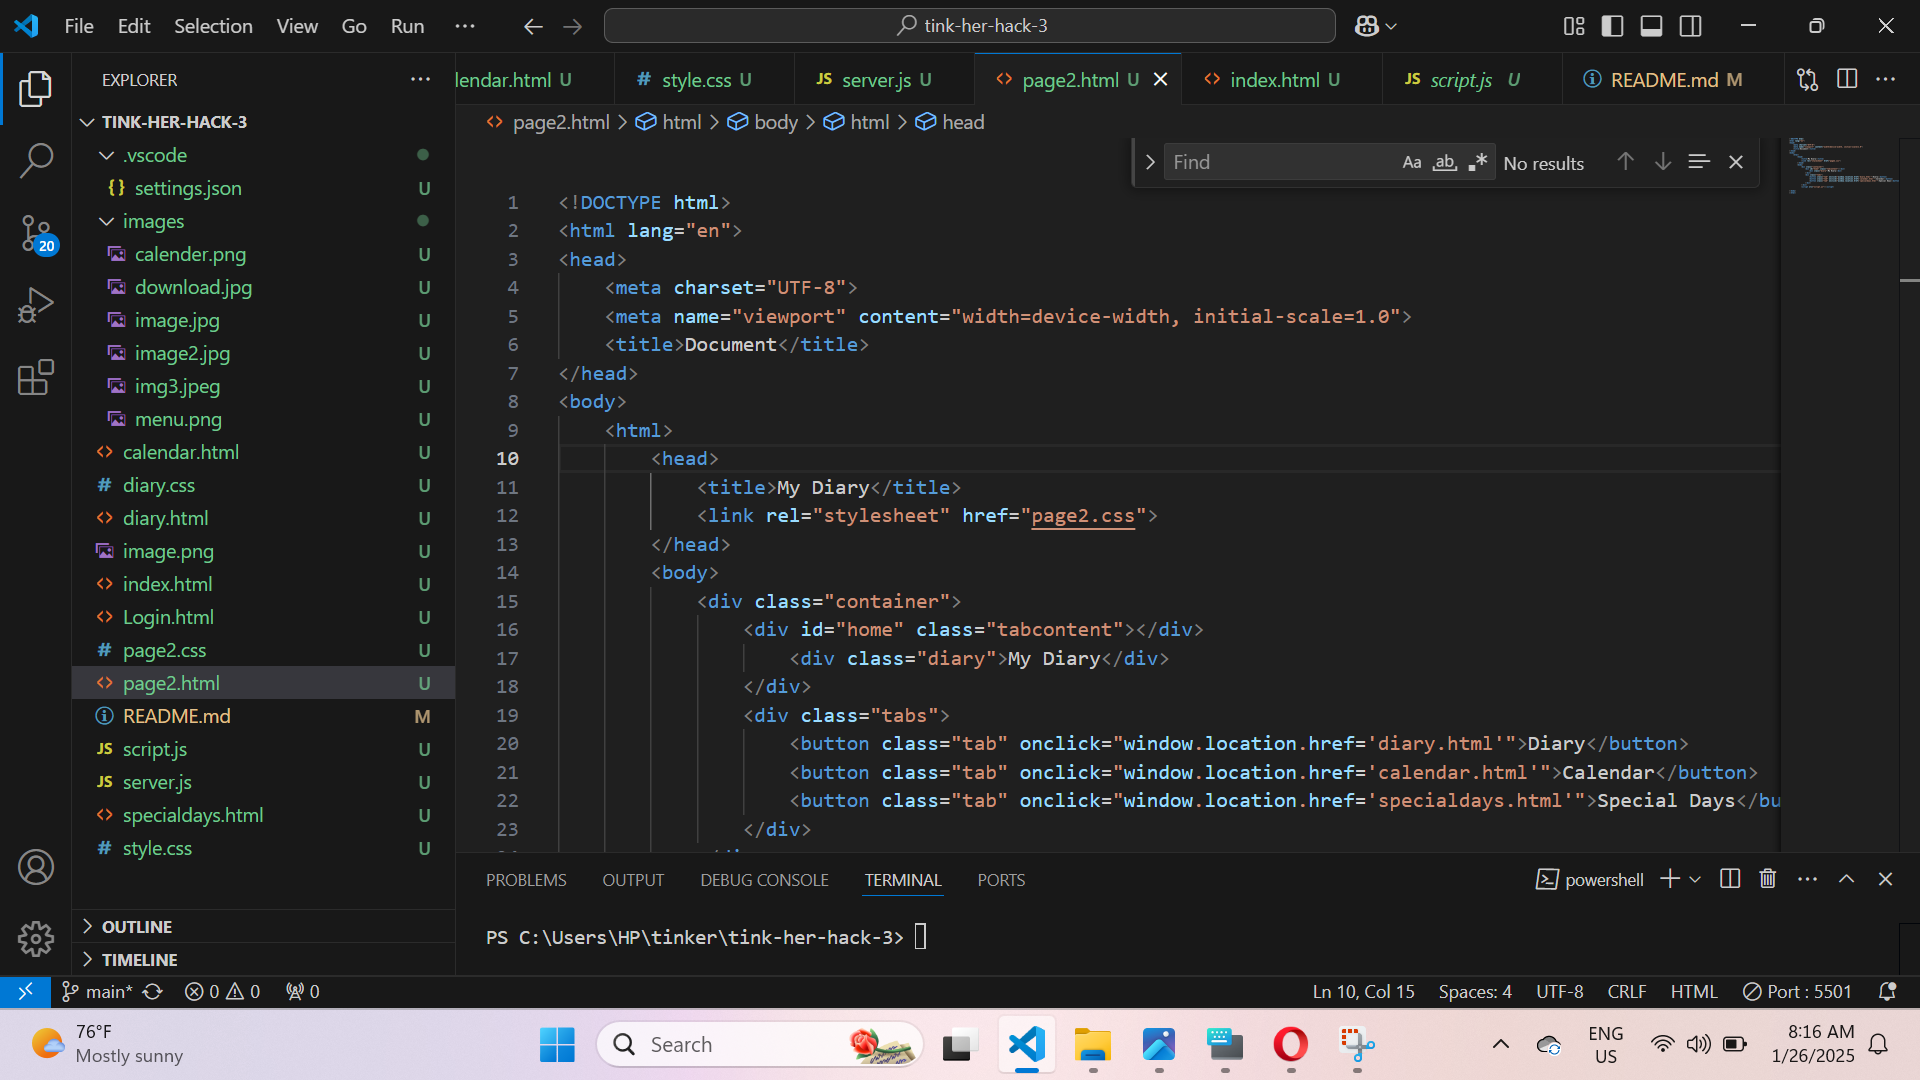 File Edit Selection View Go Run ··· tink-her-hack-3
EXPLORER ···
lendar.html U # style.css U JS server.js U <> page2.html U <> index.html U JS script.js U README.md M
page2.html > html > body > html > head
TINK-HER-HACK-3
.vscode
{} settings.json U
images
calender.png U
download.jpg U
image.jpg U
image2.jpg U
img3.jpeg U
menu.png U
<> calendar.html U
# diary.css U
<> diary.html U
image.png U
<> index.html U
<> Login.html U
# page2.css U
<> page2.html U
README.md M
JS script.js U
JS server.js U
<> specialdays.html U
# style.css U
OUTLINE
TIMELINE
20
Find Aa ab .* No results
1 <!DOCTYPE html>
2 <html lang="en">
3 <head>
4 <meta charset="UTF-8">
5 <meta name="viewport" content="width=device-width, initial-scale=1.0">
6 <title>Document</title>
7 </head>
8 <body>
9 <html>
10 <head>
11 <title>My Diary</title>
12 <link rel="stylesheet" href="page2.css">
13 </head>
14 <body>
15 <div class="container">
16 <div id="home" class="tabcontent"></div>
17 <div class="diary">My Diary</div>
18 </div>
19 <div class="tabs">
20 <button class="tab" onclick="window.location.href='diary.html'">Diary</button>
21 <button class="tab" onclick="window.location.href='calendar.html'">Calendar</button>
22 <button class="tab" onclick="window.location.href='specialdays.html'">Special Days</bu
23 </div>
PROBLEMS OUTPUT DEBUG CONSOLE TERMINAL PORTS powershell
PS C:\Users\HP\tinker\tink-her-hack-3>
main* 0 0 0 Ln 10, Col 15 Spaces: 4 UTF-8 CRLF HTML Port : 5501
76°F
Mostly sunny
Search
ENG
US
8:16 AM
1/26/2025